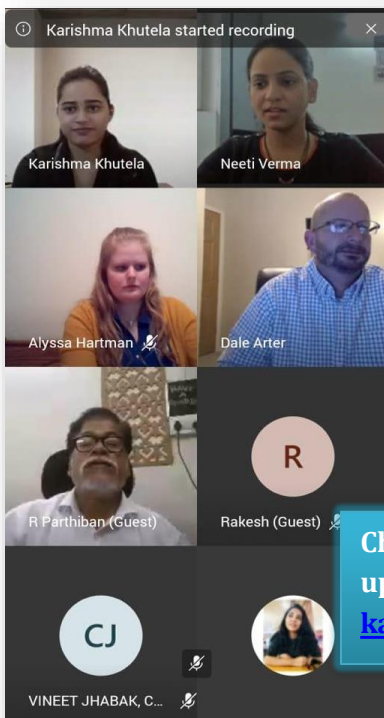 Karishma Khutela started recording
Karishma Khutela
Neeti Verma
Alyssa Hartman
Dale Arter
R Parthiban (Guest)
R
Rakesh (Guest)
CJ
VINEET JHABAK, C...